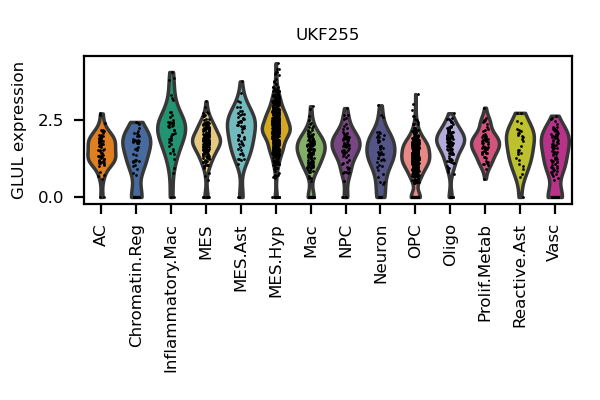 UKF255
GLUL expression
2.5
0.0
AC
Chromatin.Reg
Inflammatory.Mac
MES
MES.Ast
MES.Hyp
Mac
NPC
Neuron
OPC
Oligo
Prolif.Metab
Reactive.Ast
Vasc